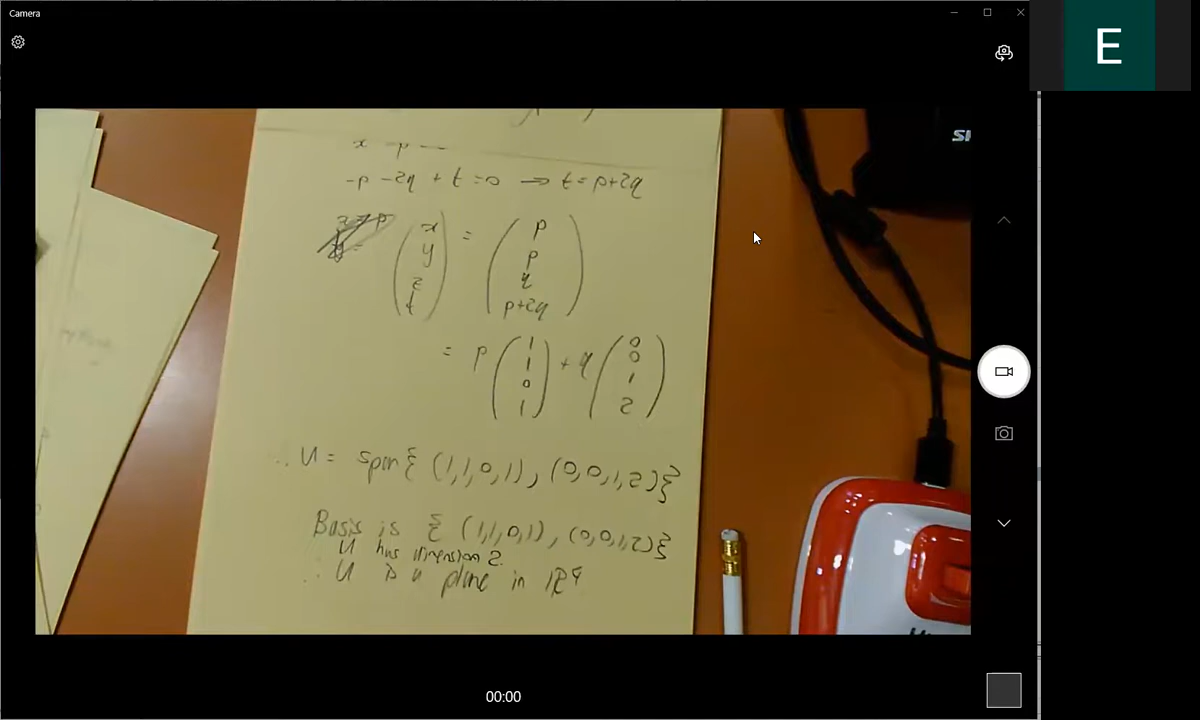 Camera
E
SI
x - p -
-p -2q + t = 0 → t = p+2q
(x y z t) = (p p q p+2q)
= p (1 1 0 1) + q (0 0 1 2)
∴ U = span{ (1,1,0,1), (0,0,1,2)}
Basis is { (1,1,0,1), (0,0,1,2)}
U has dimension 2.
∴ U is a plane in IR4
00:00